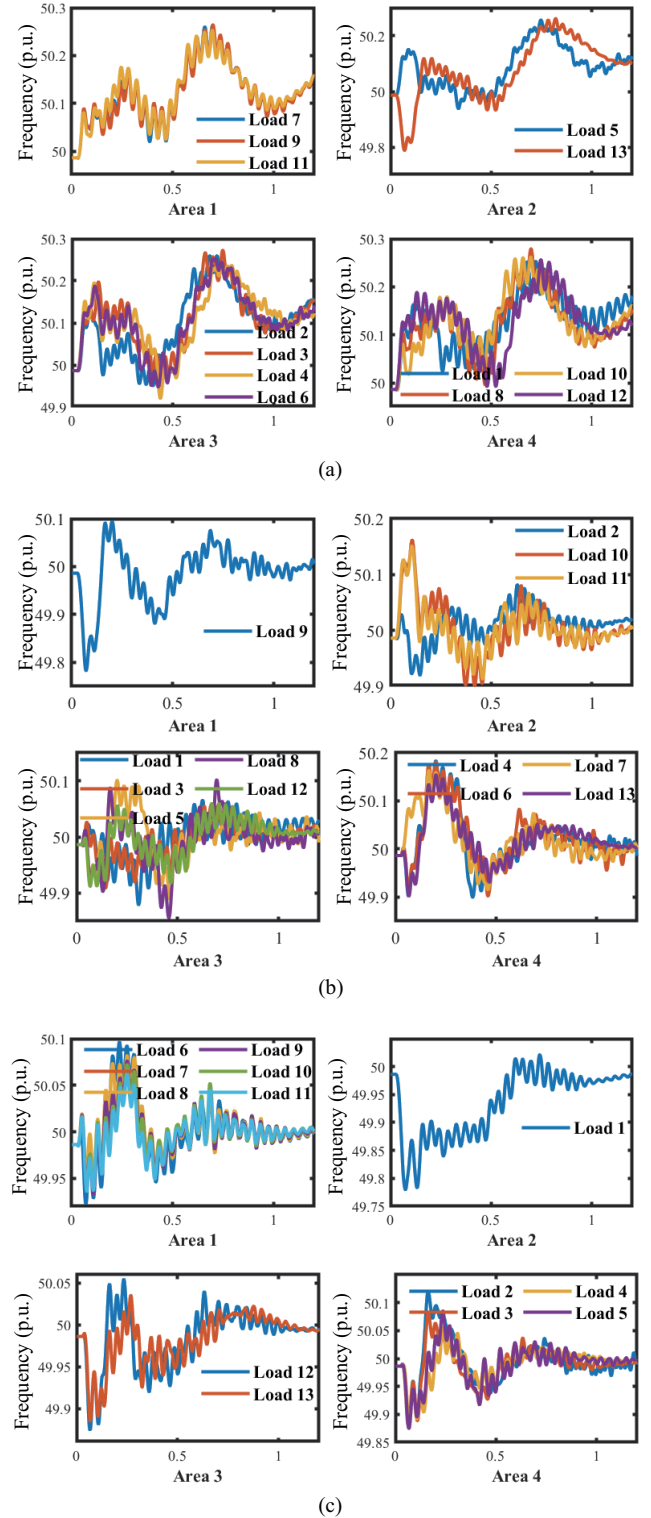 50.3
50.2
50.1
50
0
0.5
1
Frequency (p.u.)
Load 7
Load 9
Load 11
Area 1
50.2
50
49.8
0
0.5
1
Frequency (p.u.)
Load 5
Load 13
Area 2
50.3
50.2
50.1
50
49.9
0
0.5
1
Frequency (p.u.)
Load 2
Load 3
Load 4
Load 6
Area 3
50.3
50.2
50.1
50
0
0.5
1
Frequency (p.u.)
Load 1
Load 10
Load 8
Load 12
Area 4
(a)
50.1
50
49.9
49.8
0
0.5
1
Frequency (p.u.)
Load 9
Area 1
50.2
50.1
50
49.9
0
0.5
1
Frequency (p.u.)
Load 2
Load 10
Load 11
Area 2
50.1
50
49.9
0
0.5
1
Frequency (p.u.)
Load 1
Load 8
Load 3
Load 12
Load 5
Area 3
50.2
50.1
50
49.9
0
0.5
1
Frequency (p.u.)
Load 4
Load 7
Load 6
Load 13
Area 4
(b)
50.1
50.05
50
49.95
0
0.5
1
Frequency (p.u.)
Load 6
Load 9
Load 7
Load 10
Load 8
Load 11
Area 1
50
49.95
49.9
49.85
49.8
49.75
0
0.5
1
Frequency (p.u.)
Load 1
Area 2
50.05
50
49.95
49.9
0
0.5
1
Frequency (p.u.)
Load 12
Load 13
Area 3
50.1
50.05
50
49.95
49.9
49.85
0
0.5
1
Frequency (p.u.)
Load 2
Load 4
Load 3
Load 5
Area 4
(c)